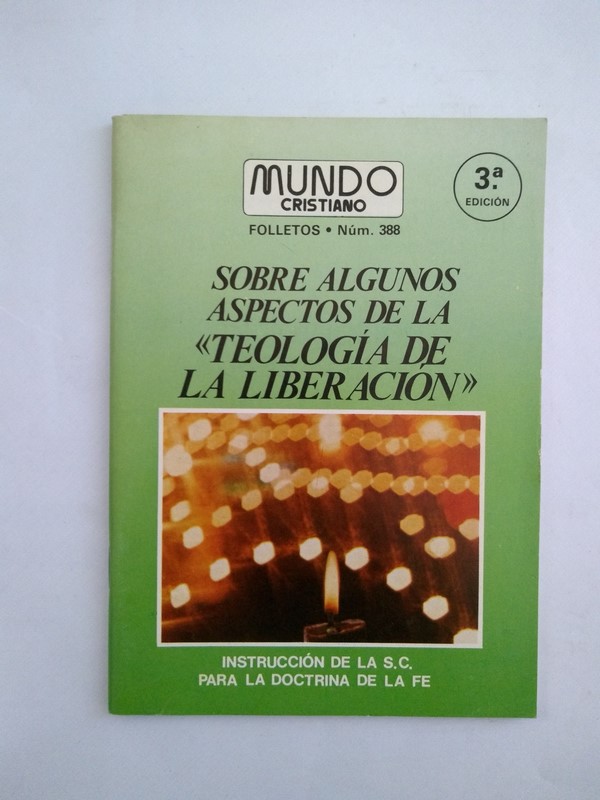 MUNDO
CRISTIANO
FOLLETOS • Núm. 388
3.ª
EDICIÓN
SOBRE ALGUNOS
ASPECTOS DE LA
«TEOLOGÍA DE
LA LIBERACIÓN»
INSTRUCCIÓN DE LA S.C.
PARA LA DOCTRINA DE LA FE